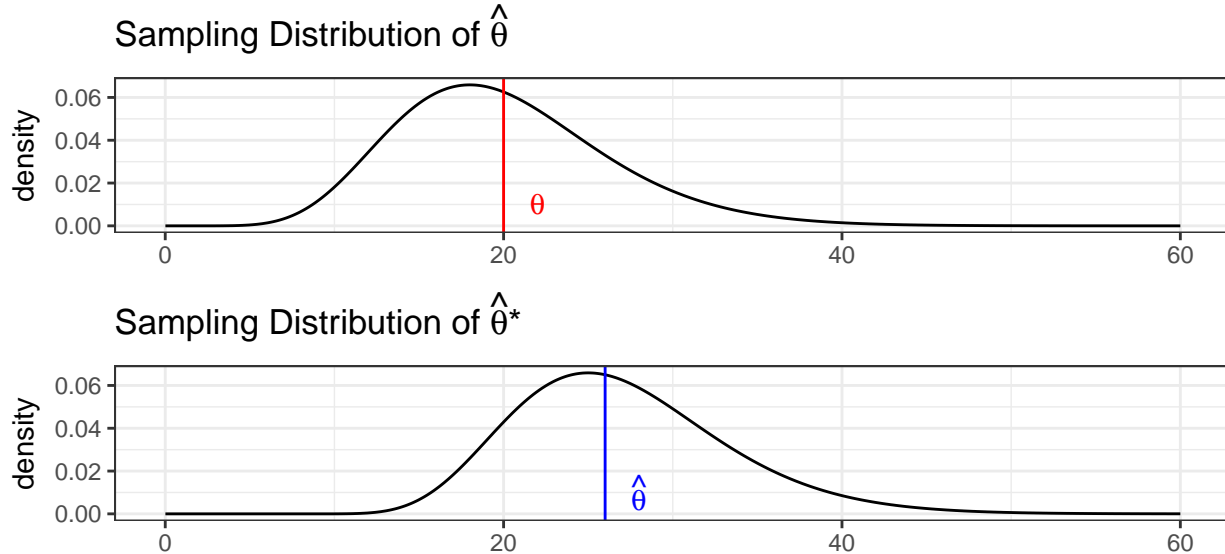 Sampling Distribution of θ̂
density
0.06
0.04
0.02
0.00
θ
0 20 40 60
Sampling Distribution of θ̂*
density
0.06
0.04
0.02
0.00
θ̂
0 20 40 60